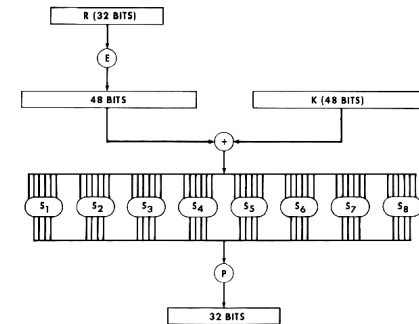 R (32 BITS)
E
48 BITS
K (48 BITS)
+
S1 S2 S3 S4 S5 S6 S7 S8
P
32 BITS